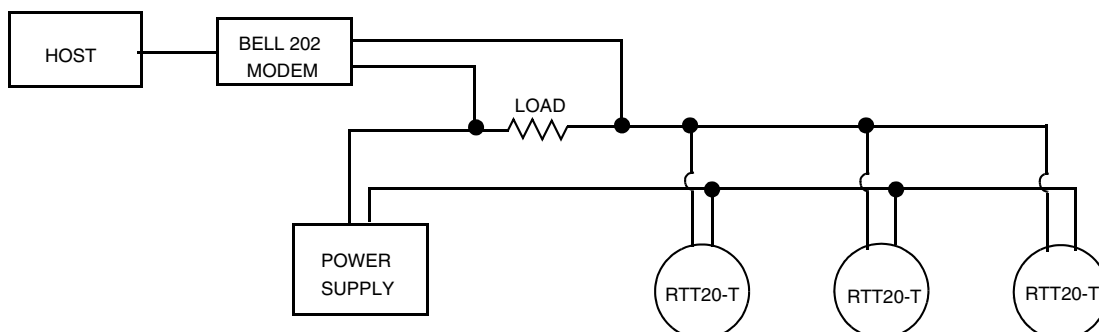 HOST
BELL 202
MODEM
LOAD
POWER
SUPPLY
RTT20-T
RTT20-T
RTT20-T